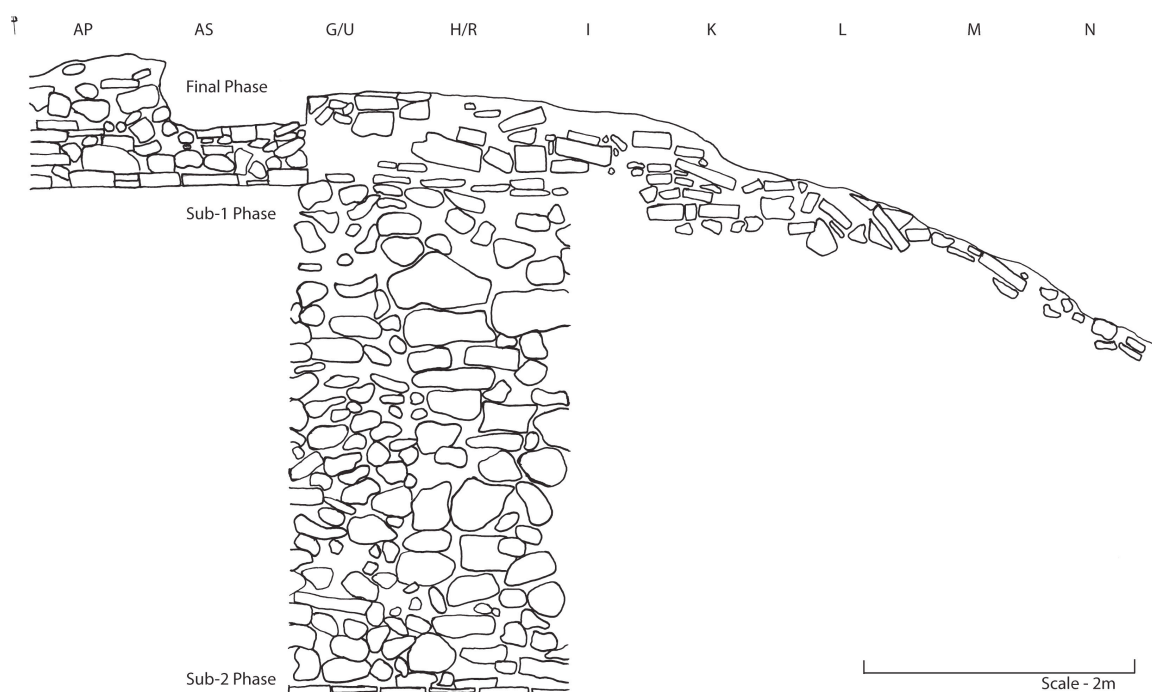 AP AS G/U H/R I K L M N
Final Phase
Sub-1 Phase
Sub-2 Phase
Scale - 2m